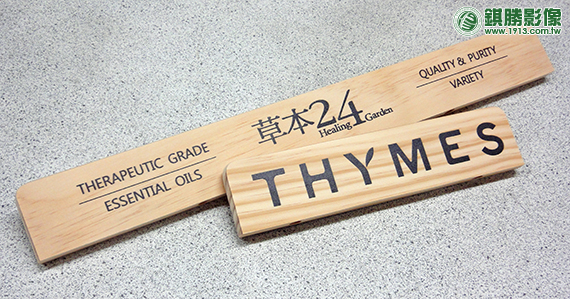 錤勝影像
www.1913.com.tw
THERAPEUTIC GRADE
ESSENTIAL OILS
草本24
Healing Garden
QUALITY & PURITY
VARIETY
THYMES